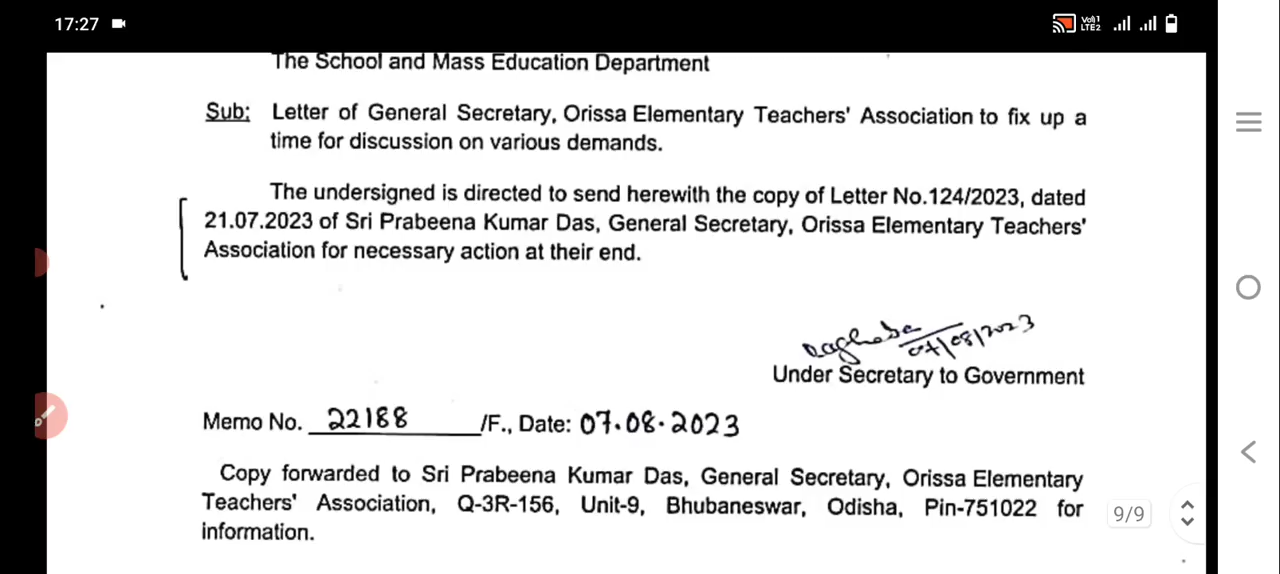 17:27
Vo))1
LTE2
The School and Mass Education Department
Sub: Letter of General Secretary, Orissa Elementary Teachers' Association to fix up a
time for discussion on various demands.
The undersigned is directed to send herewith the copy of Letter No.124/2023, dated
21.07.2023 of Sri Prabeena Kumar Das, General Secretary, Orissa Elementary Teachers'
Association for necessary action at their end.
07/08/2023
Under Secretary to Government
Memo No. 22188 /F., Date: 07.08.2023
Copy forwarded to Sri Prabeena Kumar Das, General Secretary, Orissa Elementary
Teachers' Association, Q-3R-156, Unit-9, Bhubaneswar, Odisha, Pin-751022 for
information.
9/9